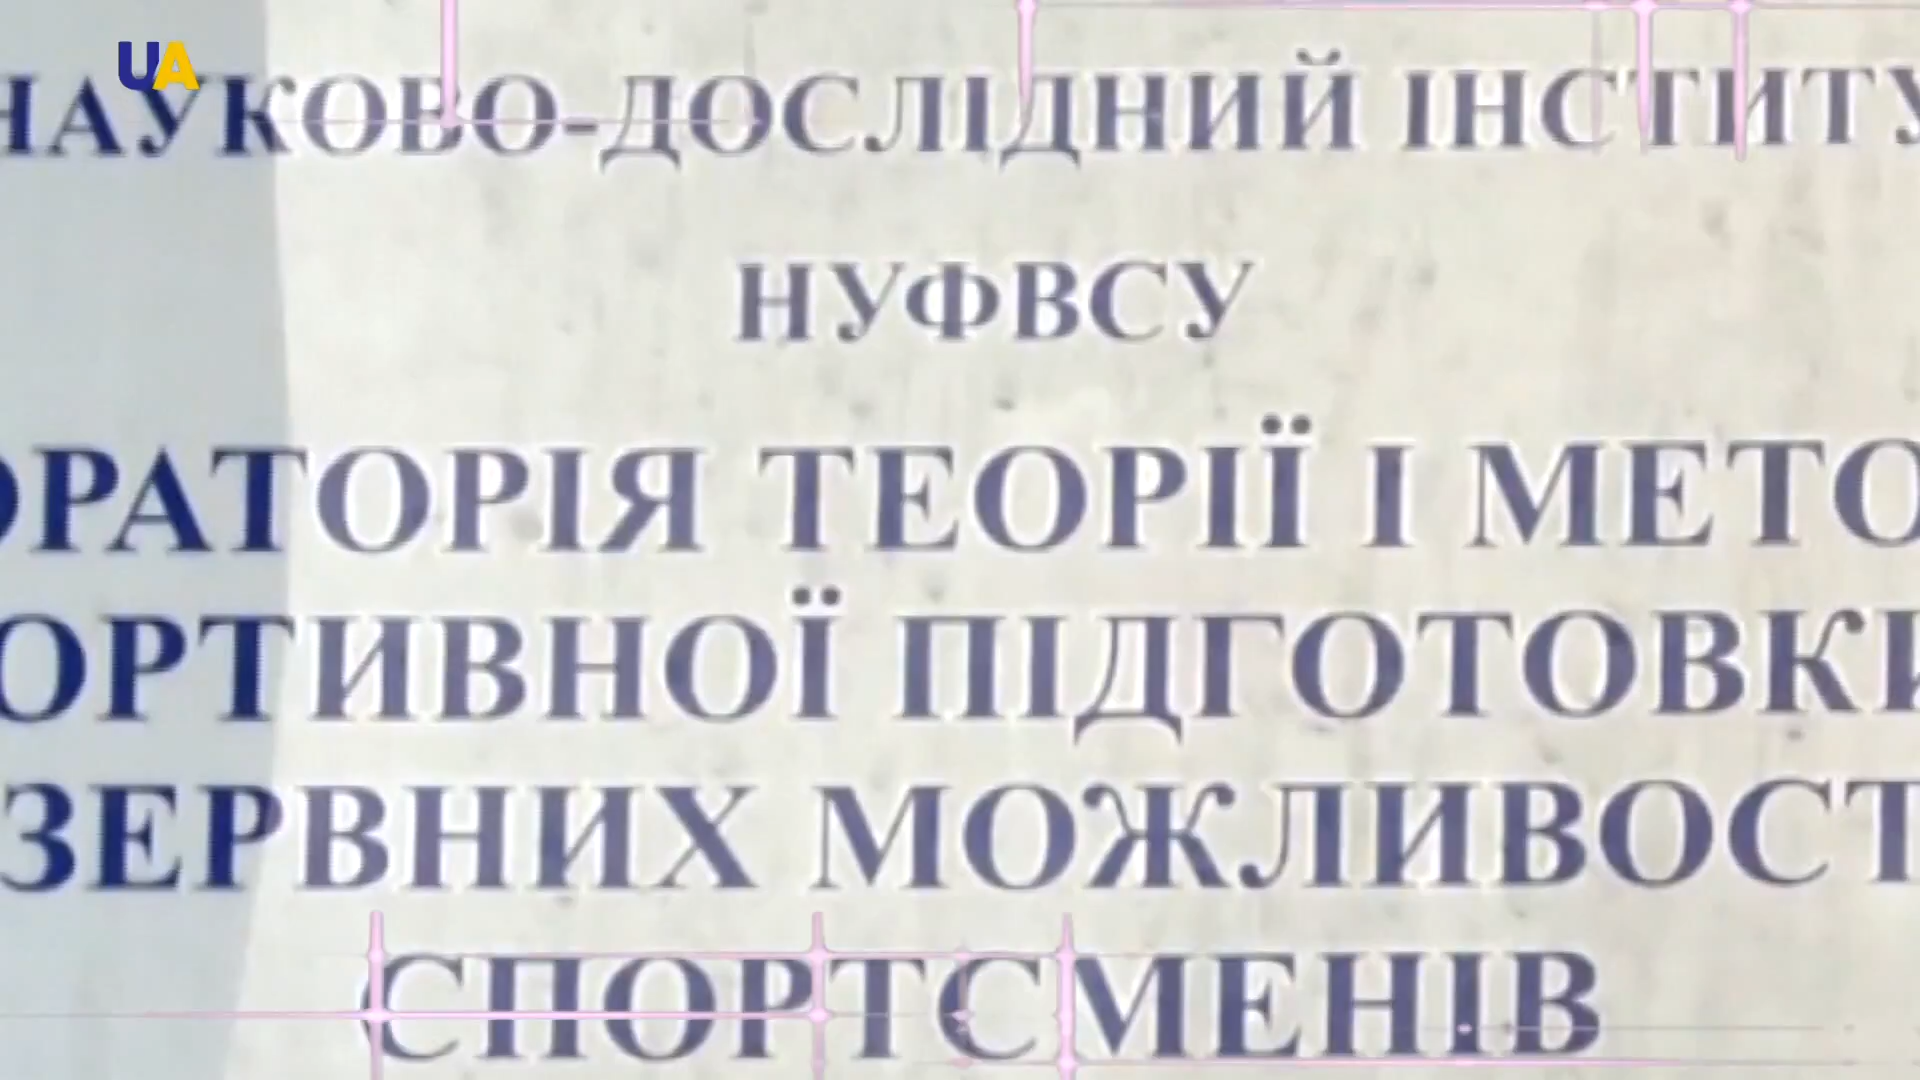 UA
НАУКОВО-ДОСЛІДНИЙ ІНСТИТУ
НУФВСУ
ОРАТОРІЯ ТЕОРІЇ І МЕТО
ОРТИВНОЇ ПІДГОТОВКИ
ЗЕРВНИХ МОЖЛИВОСТ
СПОРТСМЕНІВ